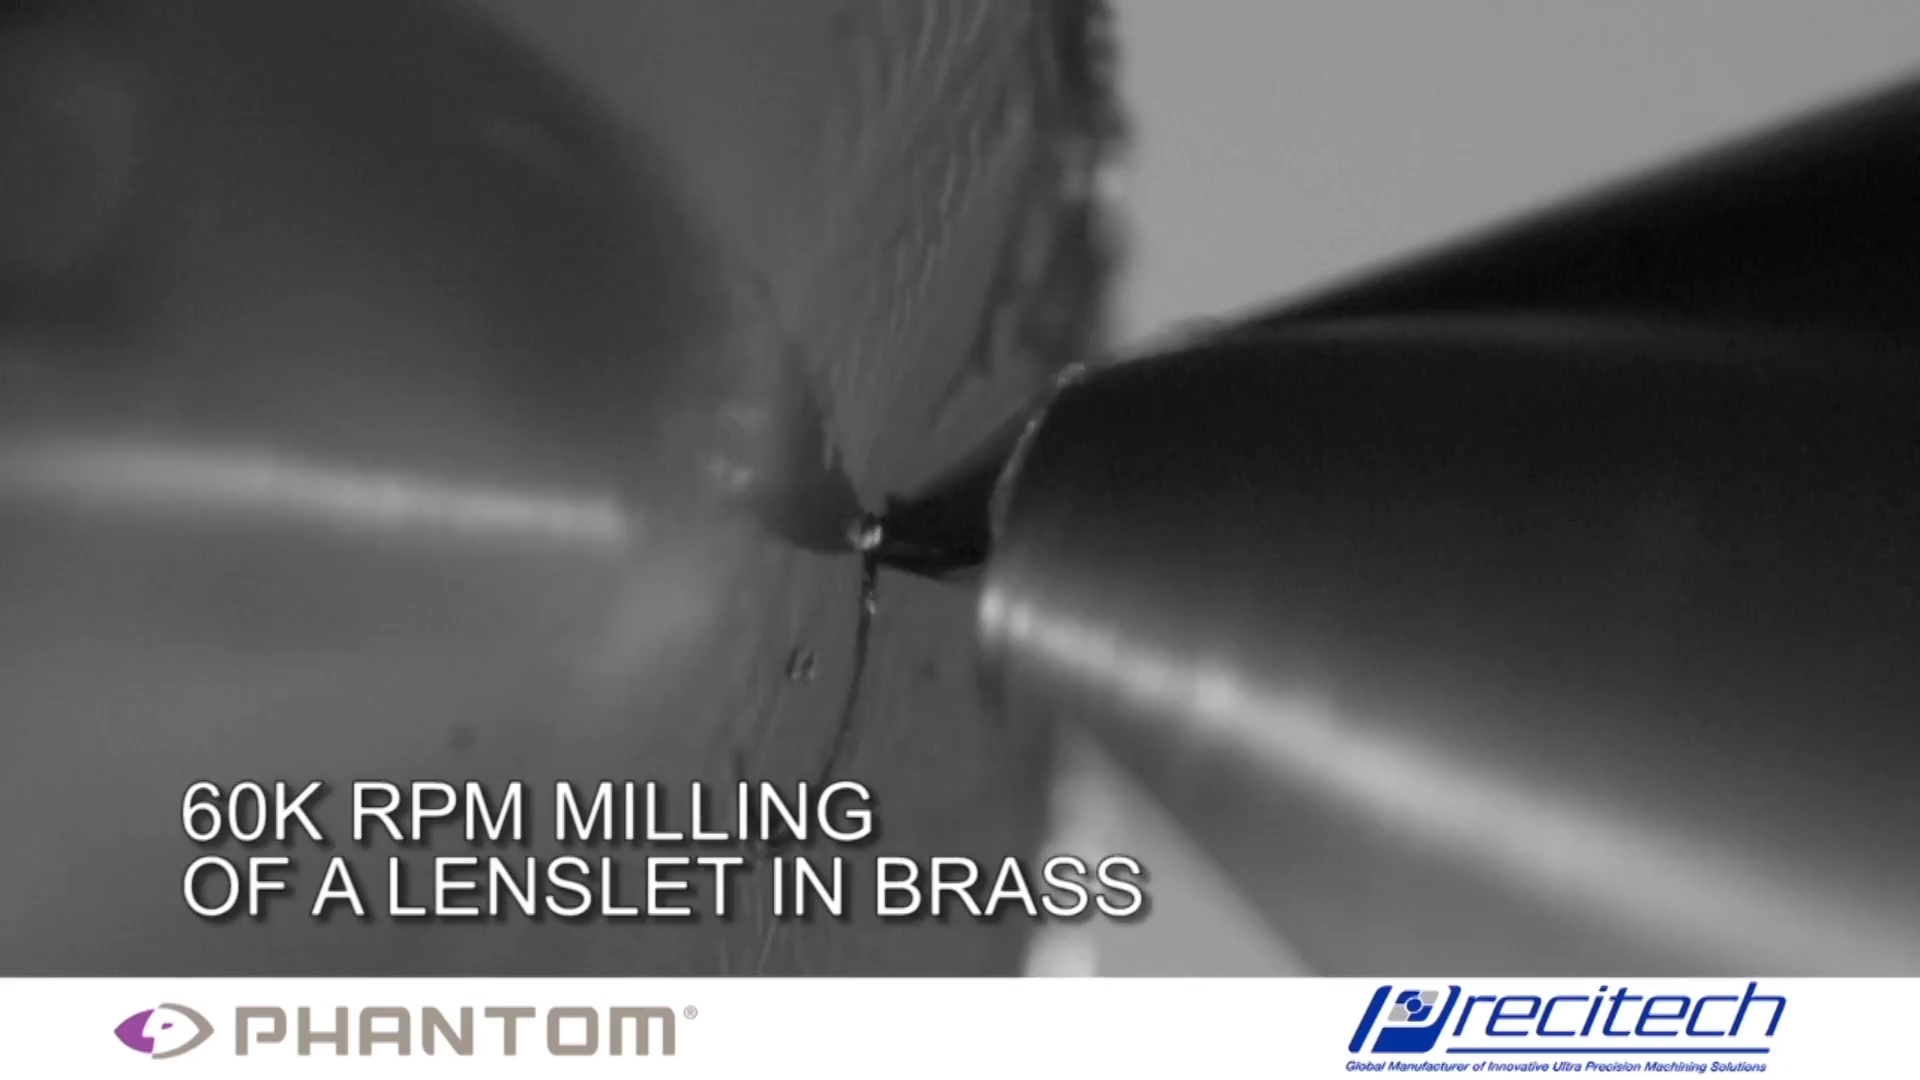 60K RPM MILLING
OF A LENSLET IN BRASS
PHANTOM®
Precitech
Global Manufacturer of Innovative Ultra Precision Machining Solutions